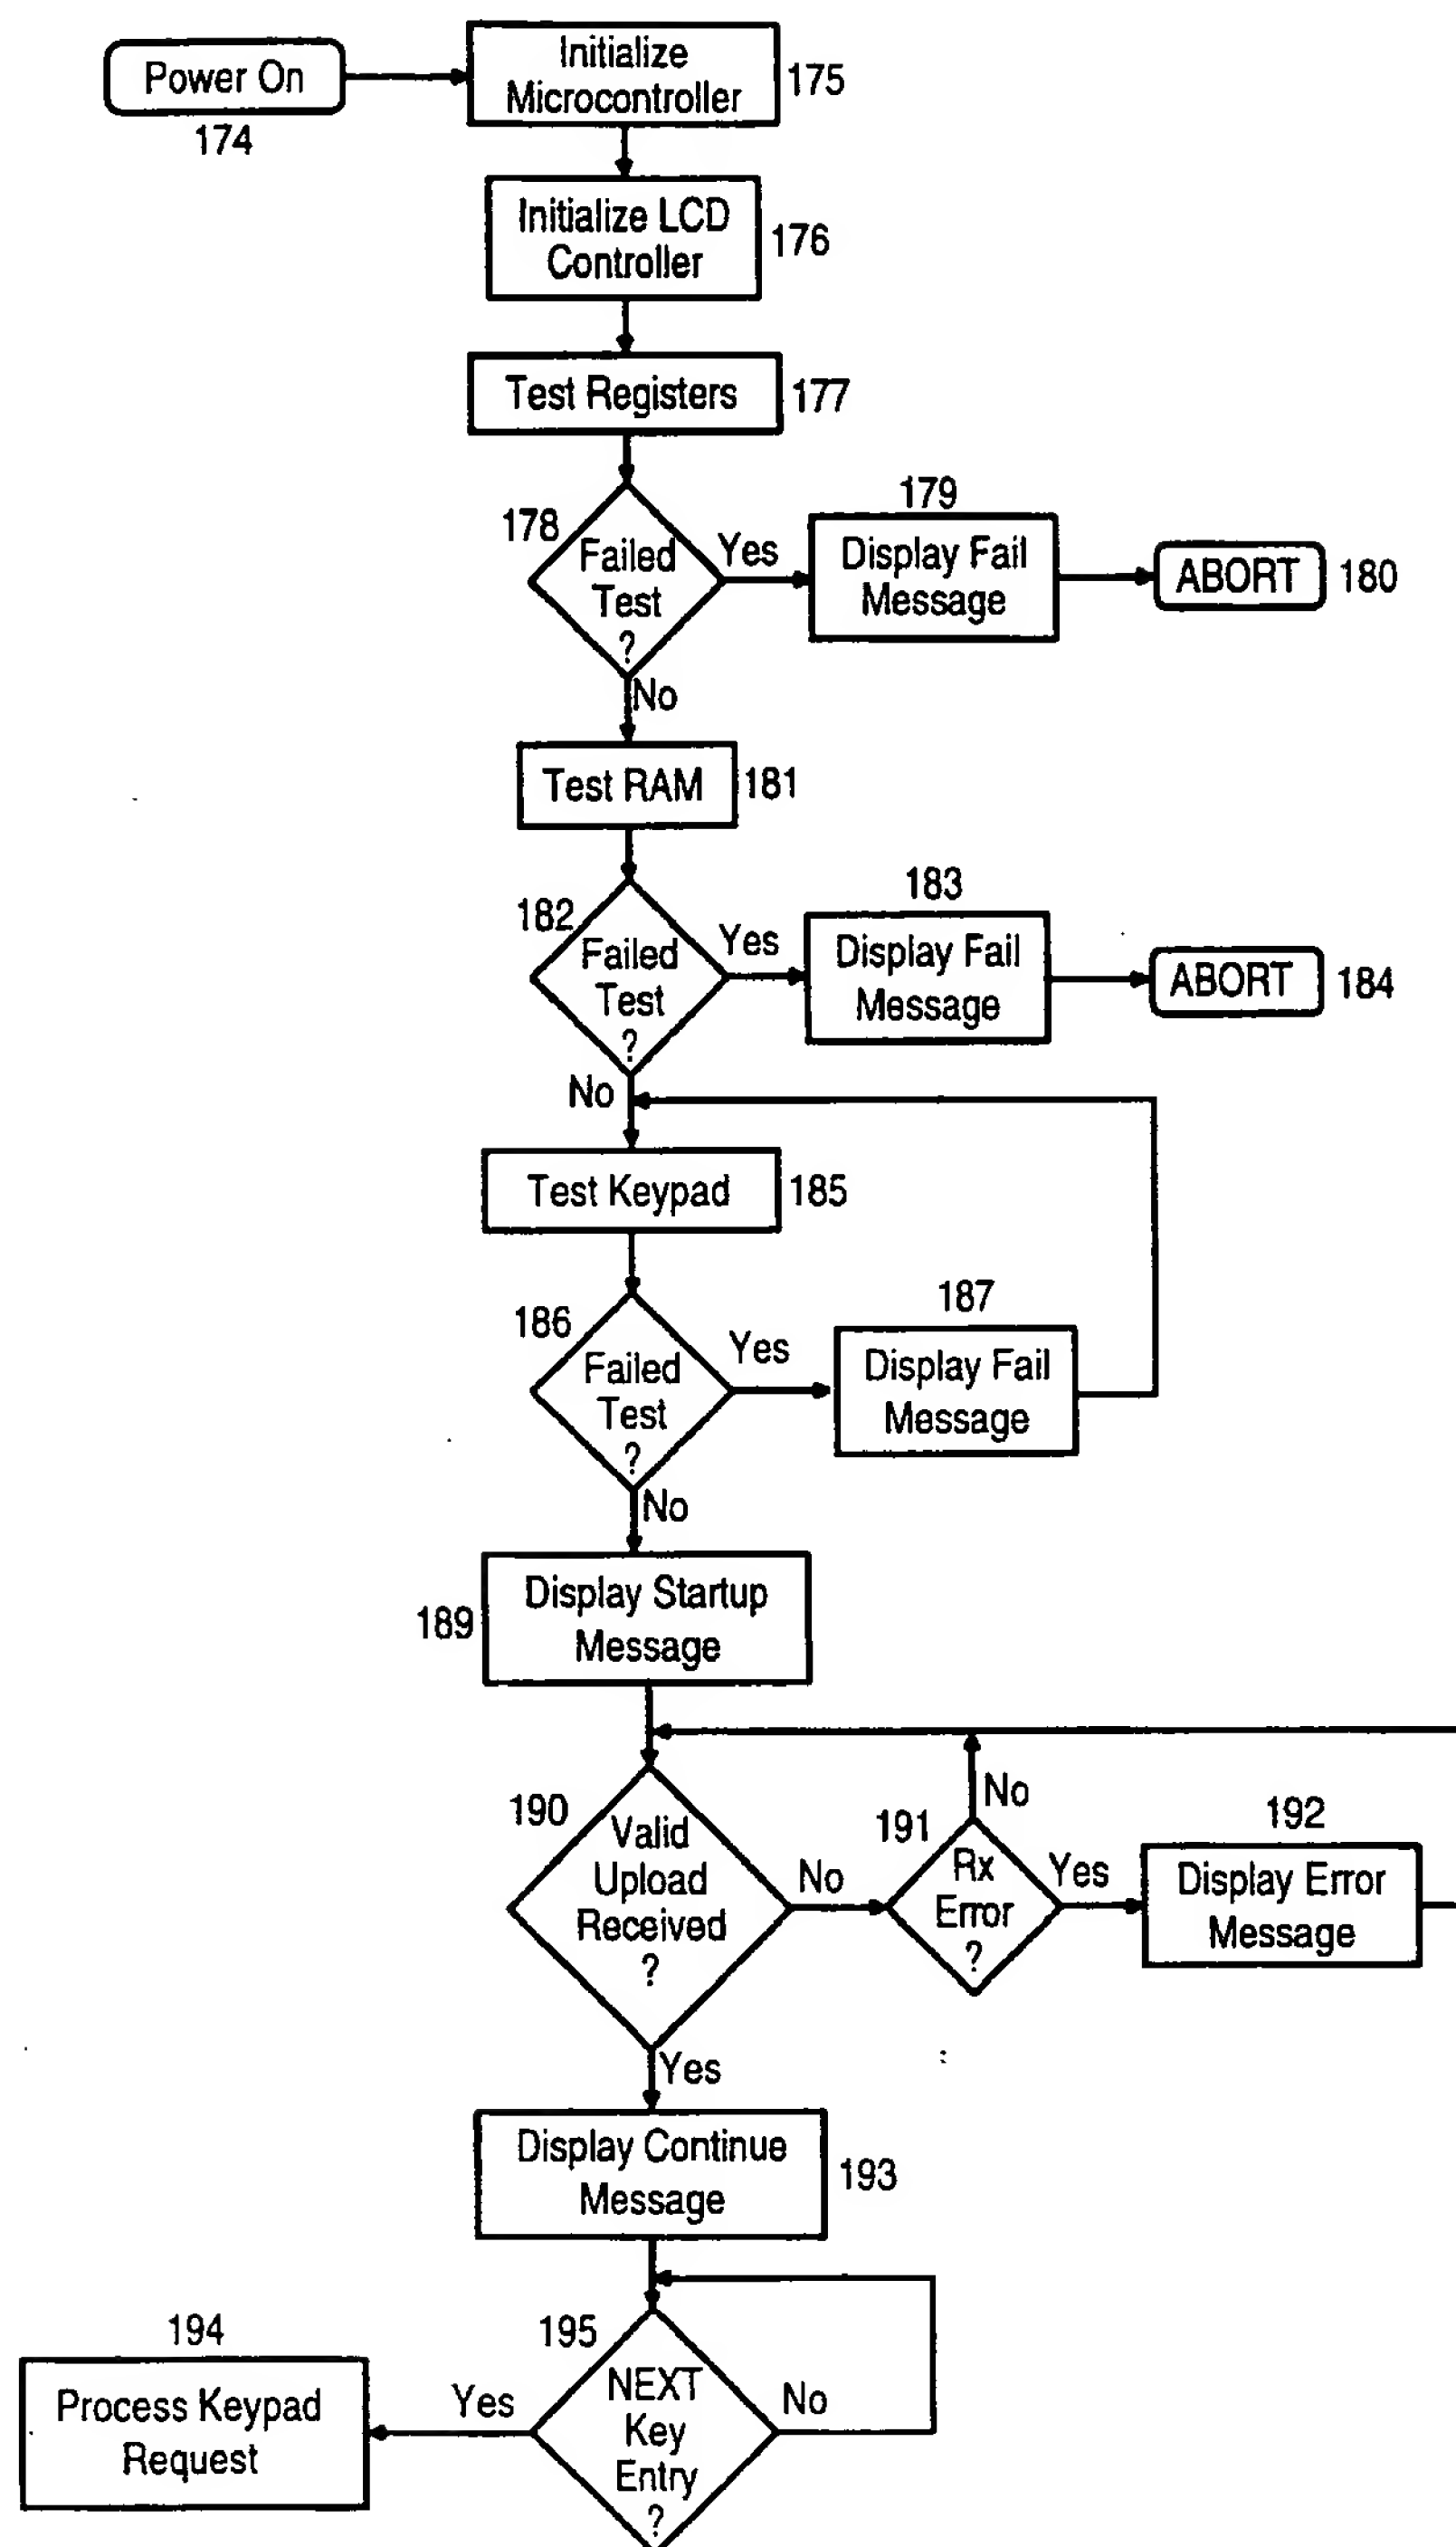 Power On
174
Initialize
Microcontroller
175
Initialize LCD
Controller
176
Test Registers
177
178
Failed
Test
?
Yes
No
179
Display Fail
Message
ABORT
180
Test RAM
181
182
Failed
Test
?
Yes
No
183
Display Fail
Message
ABORT
184
Test Keypad
185
186
Failed
Test
?
Yes
No
187
Display Fail
Message
189
Display Startup
Message
190
Valid
Upload
Received
?
No
Yes
191
Rx
Error
?
No
Yes
192
Display Error
Message
Display Continue
Message
193
195
NEXT
Key
Entry
?
Yes
No
194
Process Keypad
Request